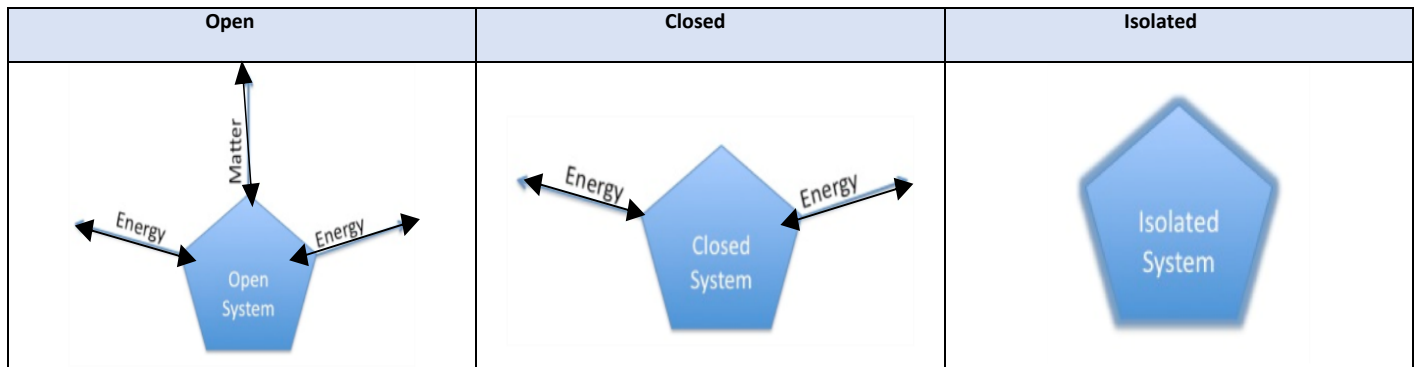 Open
Closed
Isolated
Matter
Energy
Energy
Open
System
Energy
Energy
Closed
System
Isolated
System